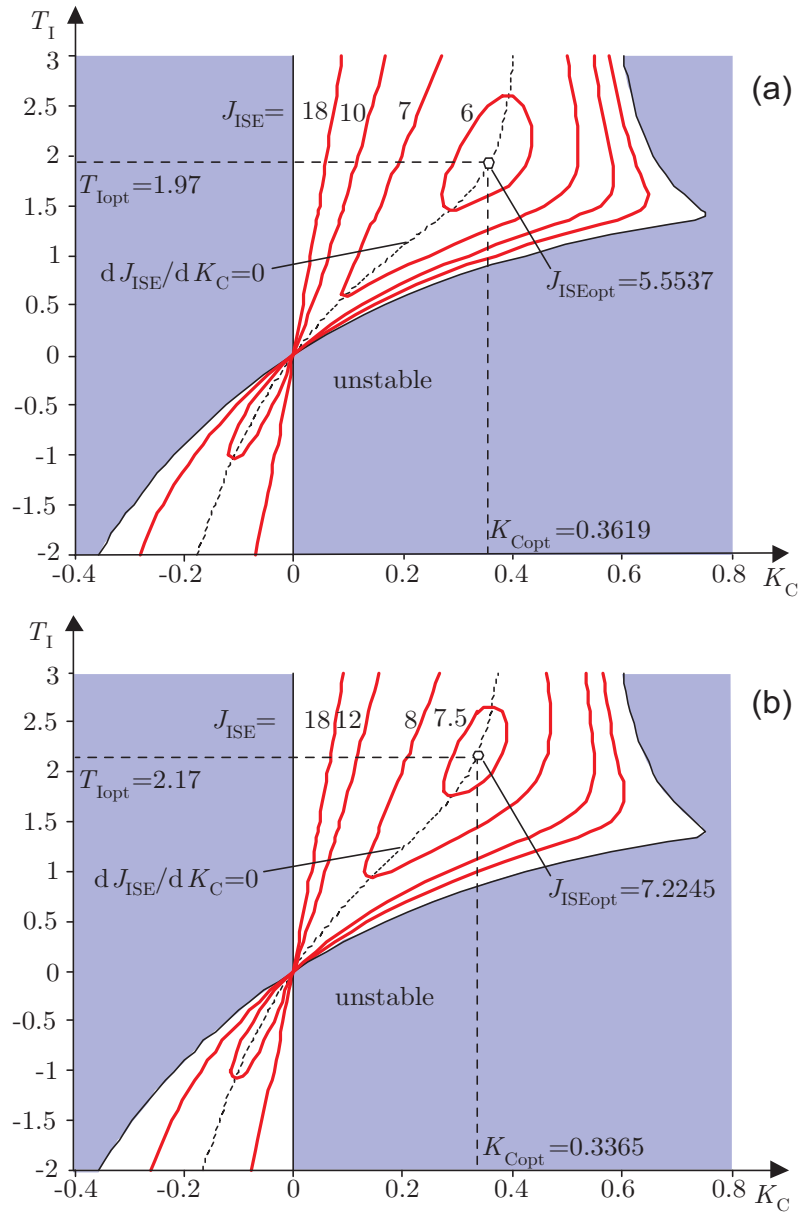 T_I
(a)
3
2.5
2
1.5
1
0.5
0
-0.5
-1
-1.5
-2
J_ISE=
18
10
7
6
T_Iopt=1.97
dJ_ISE/dK_C=0
J_ISEopt=5.5537
unstable
K_Copt=0.3619
-0.4
-0.2
0
0.2
0.4
0.6
0.8
K_C
T_I
(b)
3
2.5
2
1.5
1
0.5
0
-0.5
-1
-1.5
-2
J_ISE=
18
12
8
7.5
T_Iopt=2.17
dJ_ISE/dK_C=0
J_ISEopt=7.2245
unstable
K_Copt=0.3365
-0.4
-0.2
0
0.2
0.4
0.6
0.8
K_C